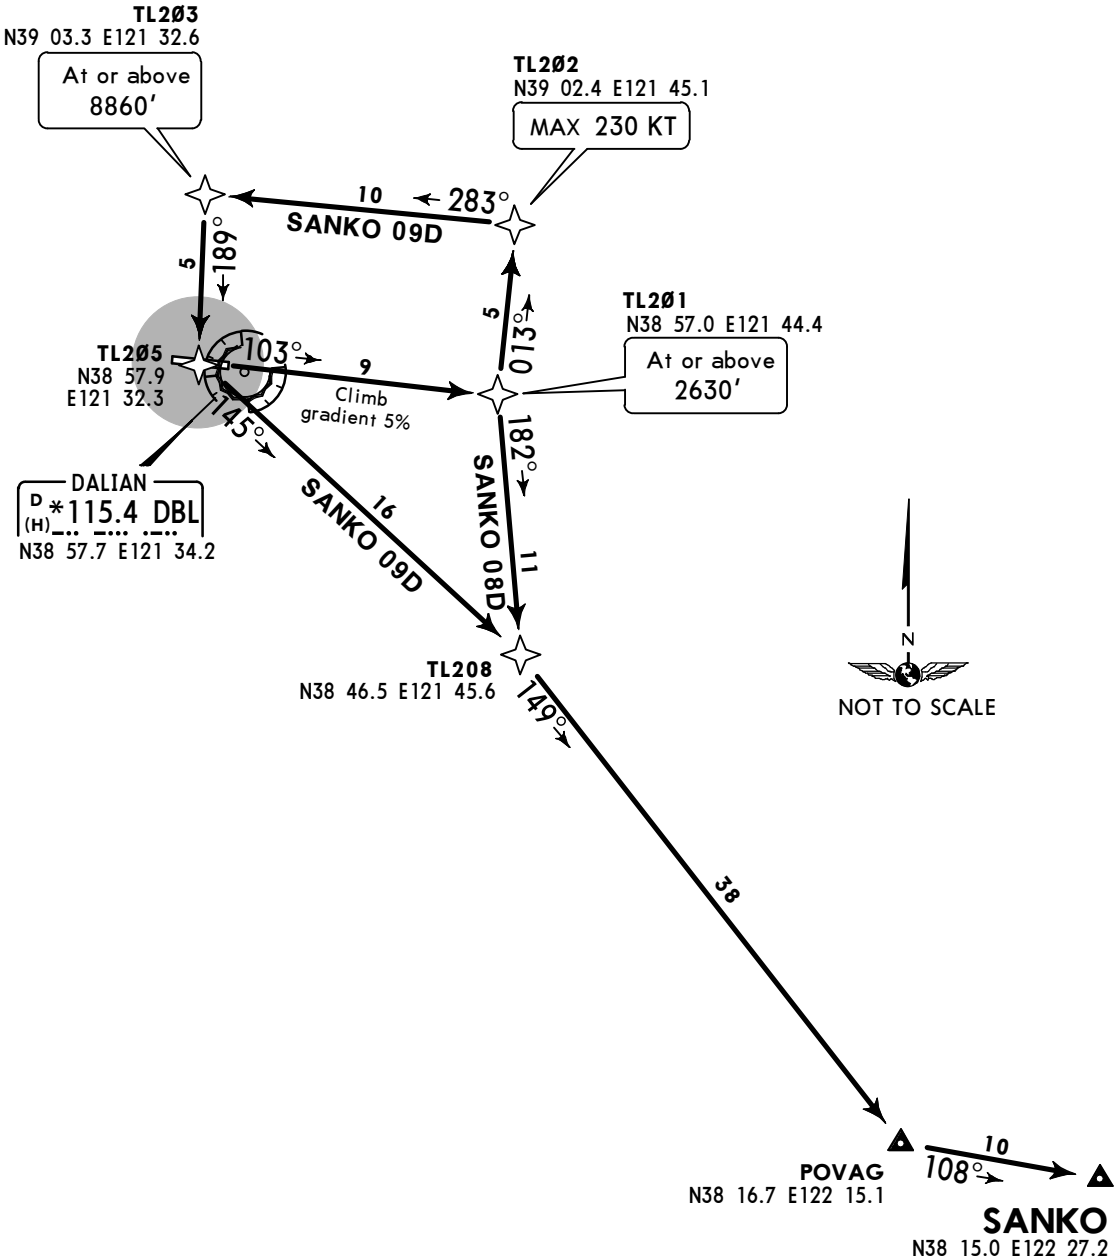 TL2Ø3
N39 03.3 E121 32.6
At or above
8860'
TL2Ø2
N39 02.4 E121 45.1
MAX 230 KT
10
283°
SANKO 09D
5
189°
5
013°
TL2Ø1
N38 57.0 E121 44.4
At or above
2630'
TL2Ø5
N38 57.9
E121 32.3
103°
9
Climb
gradient 5%
145°
182°
SANKO 08D
11
DALIAN
D
(H)
*115.4 DBL
N38 57.7 E121 34.2
16
SANKO 09D
TL208
N38 46.5 E121 45.6
149°
N
NOT TO SCALE
38
POVAG
N38 16.7 E122 15.1
10
108°
SANKO
N38 15.0 E122 27.2